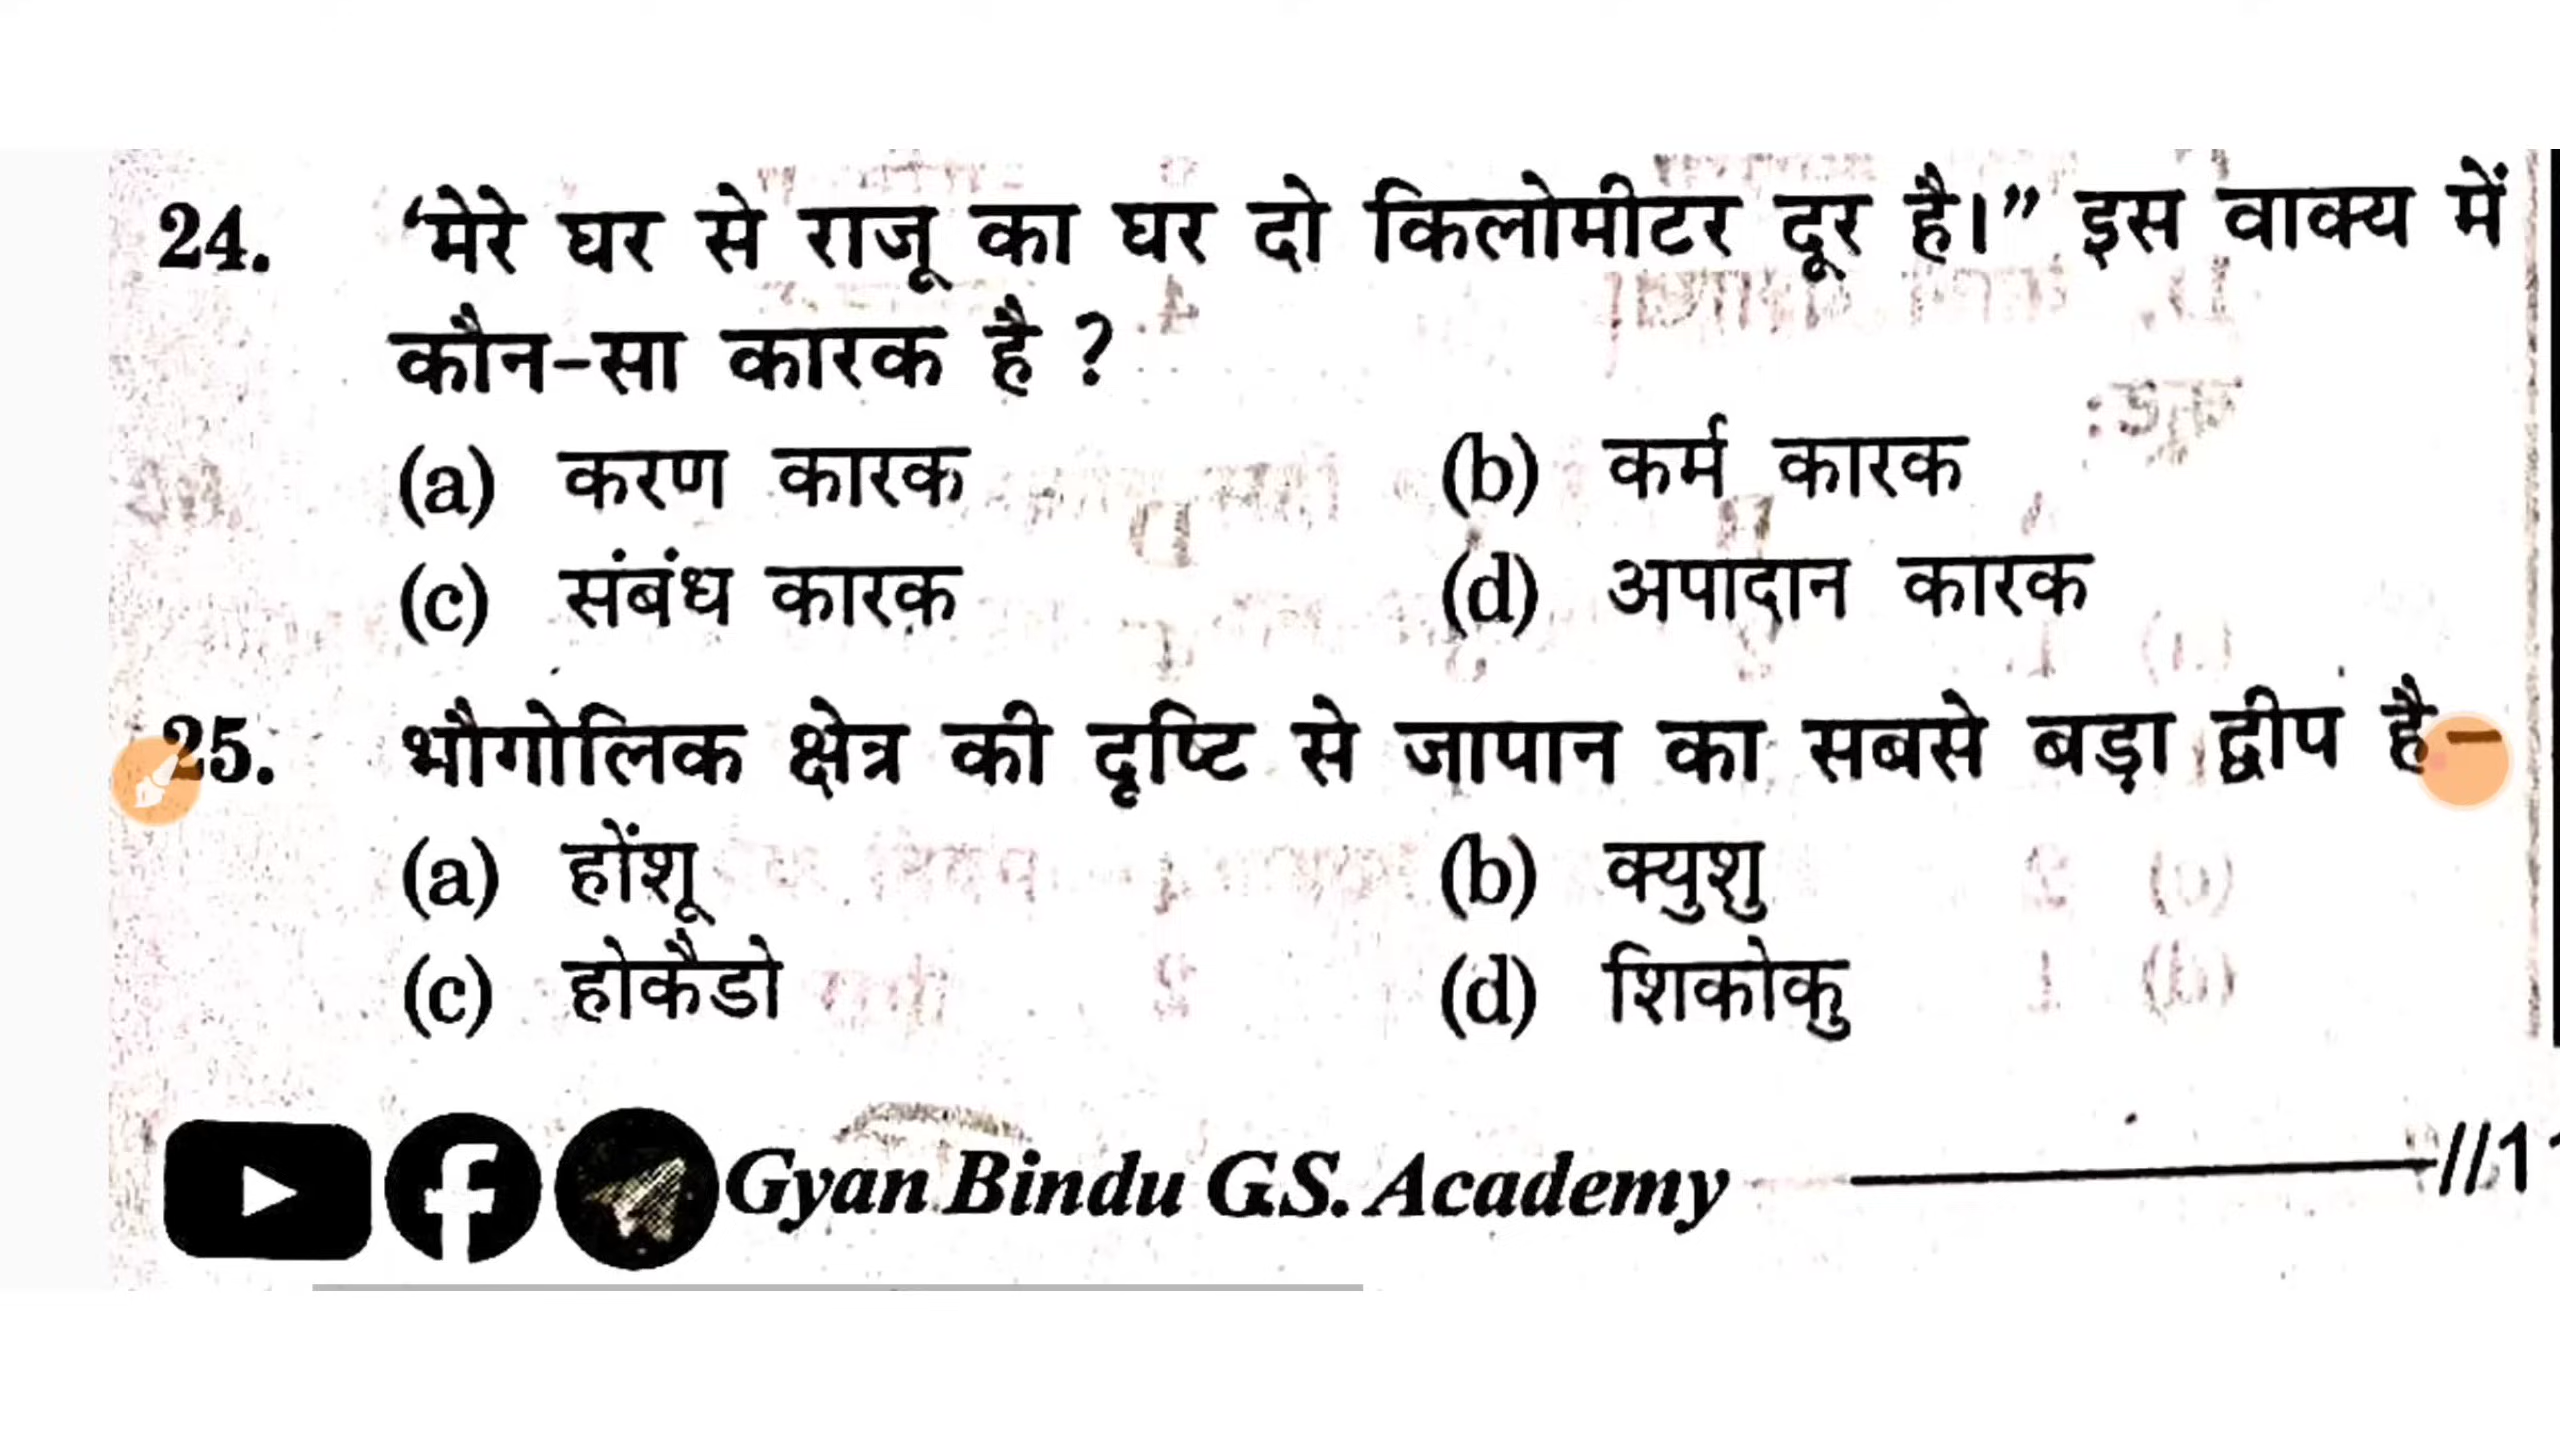 24. ‘मेरे घर से राजू का घर दो किलोमीटर दूर है।” इस वाक्य में
कौन-सा कारक है ?
(a) करण कारक (b) कर्म कारक
(c) संबंध कारक (d) अपादान कारक
25. भौगोलिक क्षेत्र की दृष्टि से जापान का सबसे बड़ा द्वीप है–
(a) होंशू (b) क्युशु
(c) होकैडो (d) शिकोकु
Gyan Bindu G.S. Academy //1